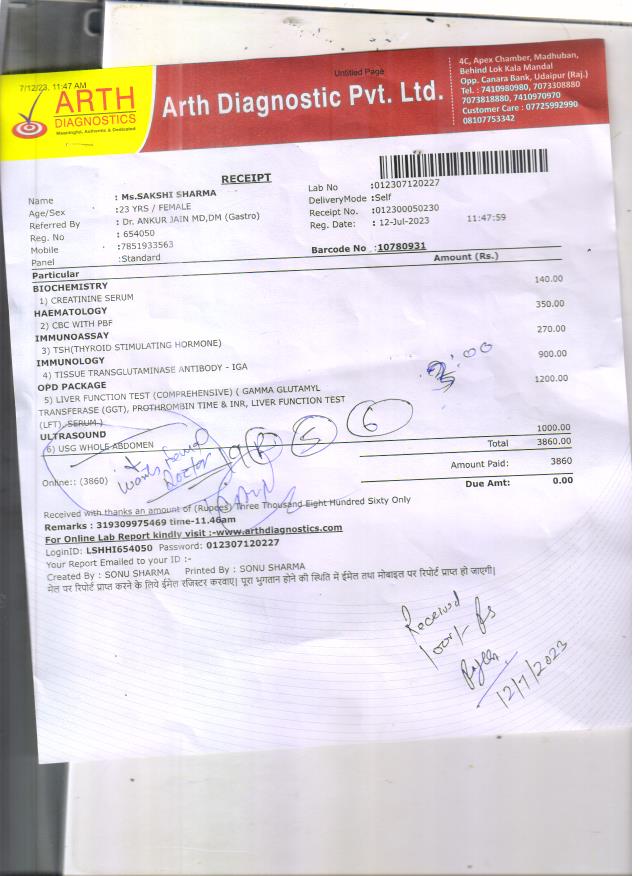 7/12/23, 11:47 AM
Untitled Page
ARTH
DIAGNOSTICS
Meaningful, Authentic & Dedicated
Arth Diagnostic Pvt. Ltd.
4C, Apex Chamber, Madhuban,
Behind Lok Kala Mandal
Opp. Canara Bank, Udaipur (Raj.)
Tel. : 7410980980, 7073308880
7073818880, 7410970970
Customer Care : 07725992990
08107753342
RECEIPT
Name : Ms.SAKSHI SHARMA
Age/Sex :23 YRS / FEMALE
Referred By : Dr. ANKUR JAIN MD,DM (Gastro)
Reg. No : 654050
Mobile :7851933563
Panel :Standard
Lab No :012307120227
DeliveryMode :Self
Receipt No. :012300050230
Reg. Date: : 12-Jul-2023 11:47:59
Barcode No :10780931
Particular Amount (Rs.)
BIOCHEMISTRY
1) CREATININE SERUM 140.00
HAEMATOLOGY
2) CBC WITH PBF 350.00
IMMUNOASSAY
3) TSH(THYROID STIMULATING HORMONE) 270.00
IMMUNOLOGY
4) TISSUE TRANSGLUTAMINASE ANTIBODY - IGA 900.00
OPD PACKAGE
5) LIVER FUNCTION TEST (COMPREHENSIVE) ( GAMMA GLUTAMYL 1200.00
TRANSFERASE (GGT), PROTHROMBIN TIME & INR, LIVER FUNCTION TEST
(LFT), SERUM )
ULTRASOUND
6) USG WHOLE ABDOMEN 1000.00
Total 3860.00
Online:: (3860) Amount Paid: 3860
Due Amt: 0.00
R 5 6
Received with thanks an amount of (Rupees) Three Thousand Eight Hundred Sixty Only
Remarks : 319309975469 time-11.46am
For Online Lab Report kindly visit :-www.arthdiagnostics.com
LoginID: LSHHI654050 Password: 012307120227
Your Report Emailed to your ID :-
Created By : SONU SHARMA Printed By : SONU SHARMA
मेल पर रिपोर्ट प्राप्त करने के लिये ईमेल रजिस्टर करवाए| पूरा भुगतान होने की स्थिति में ईमेल तथा मोबाइल पर रिपोर्ट प्राप्त हो जाएगी|
Received
100/- Rs
12/7/2023